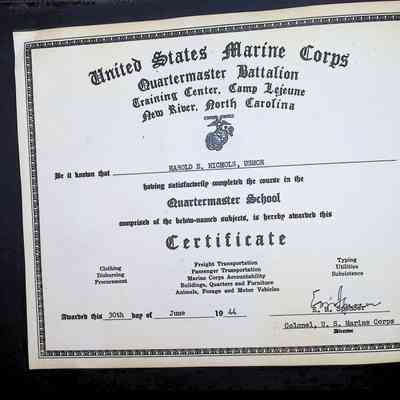 United States Marine Corps
Quartermaster Battalion
Training Center, Camp Lejeune
New River, North Carolina
Be it known that HAROLD E. NICHOLS, USMCR
having satisfactorily completed the course in the
Quartermaster School
comprised of the below-named subjects, is hereby awarded this
Certificate
Clothing
Disbursing
Procurement
Freight Transportation
Passenger Transportation
Marine Corps Accountability
Buildings, Quarters and Furniture
Animals, Forage and Motor Vehicles
Typing
Utilities
Subsistence
Awarded this 30th day of June 1944
E. M. Spencer
Colonel, U. S. Marine Corps
Director